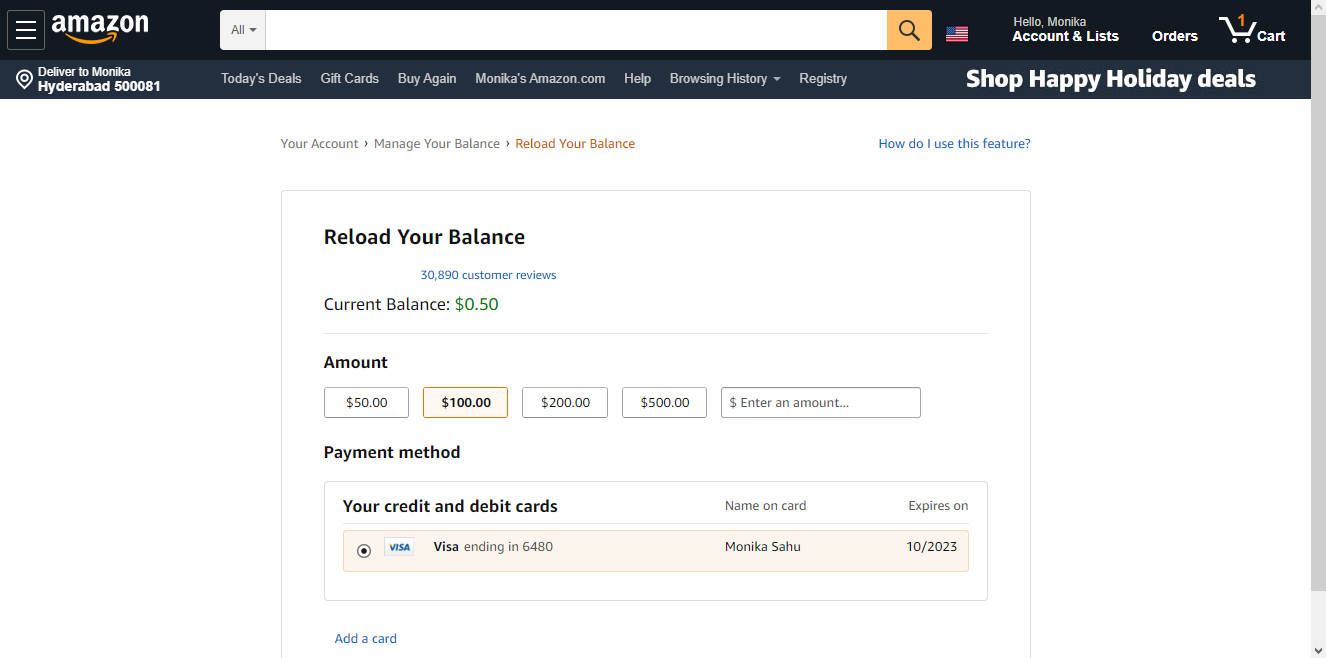 amazon
All
Hello, Monika
Account & Lists
Orders
1
Cart
Deliver to Monika
Hyderabad 500081
Today's Deals
Gift Cards
Buy Again
Monika's Amazon.com
Help
Browsing History
Registry
Shop Happy Holiday deals
Your Account › Manage Your Balance › Reload Your Balance
How do I use this feature?
Reload Your Balance
30,890 customer reviews
Current Balance: $0.50
Amount
$50.00
$100.00
$200.00
$500.00
$ Enter an amount...
Payment method
Your credit and debit cards
Name on card
Expires on
VISA
Visa ending in 6480
Monika Sahu
10/2023
Add a card